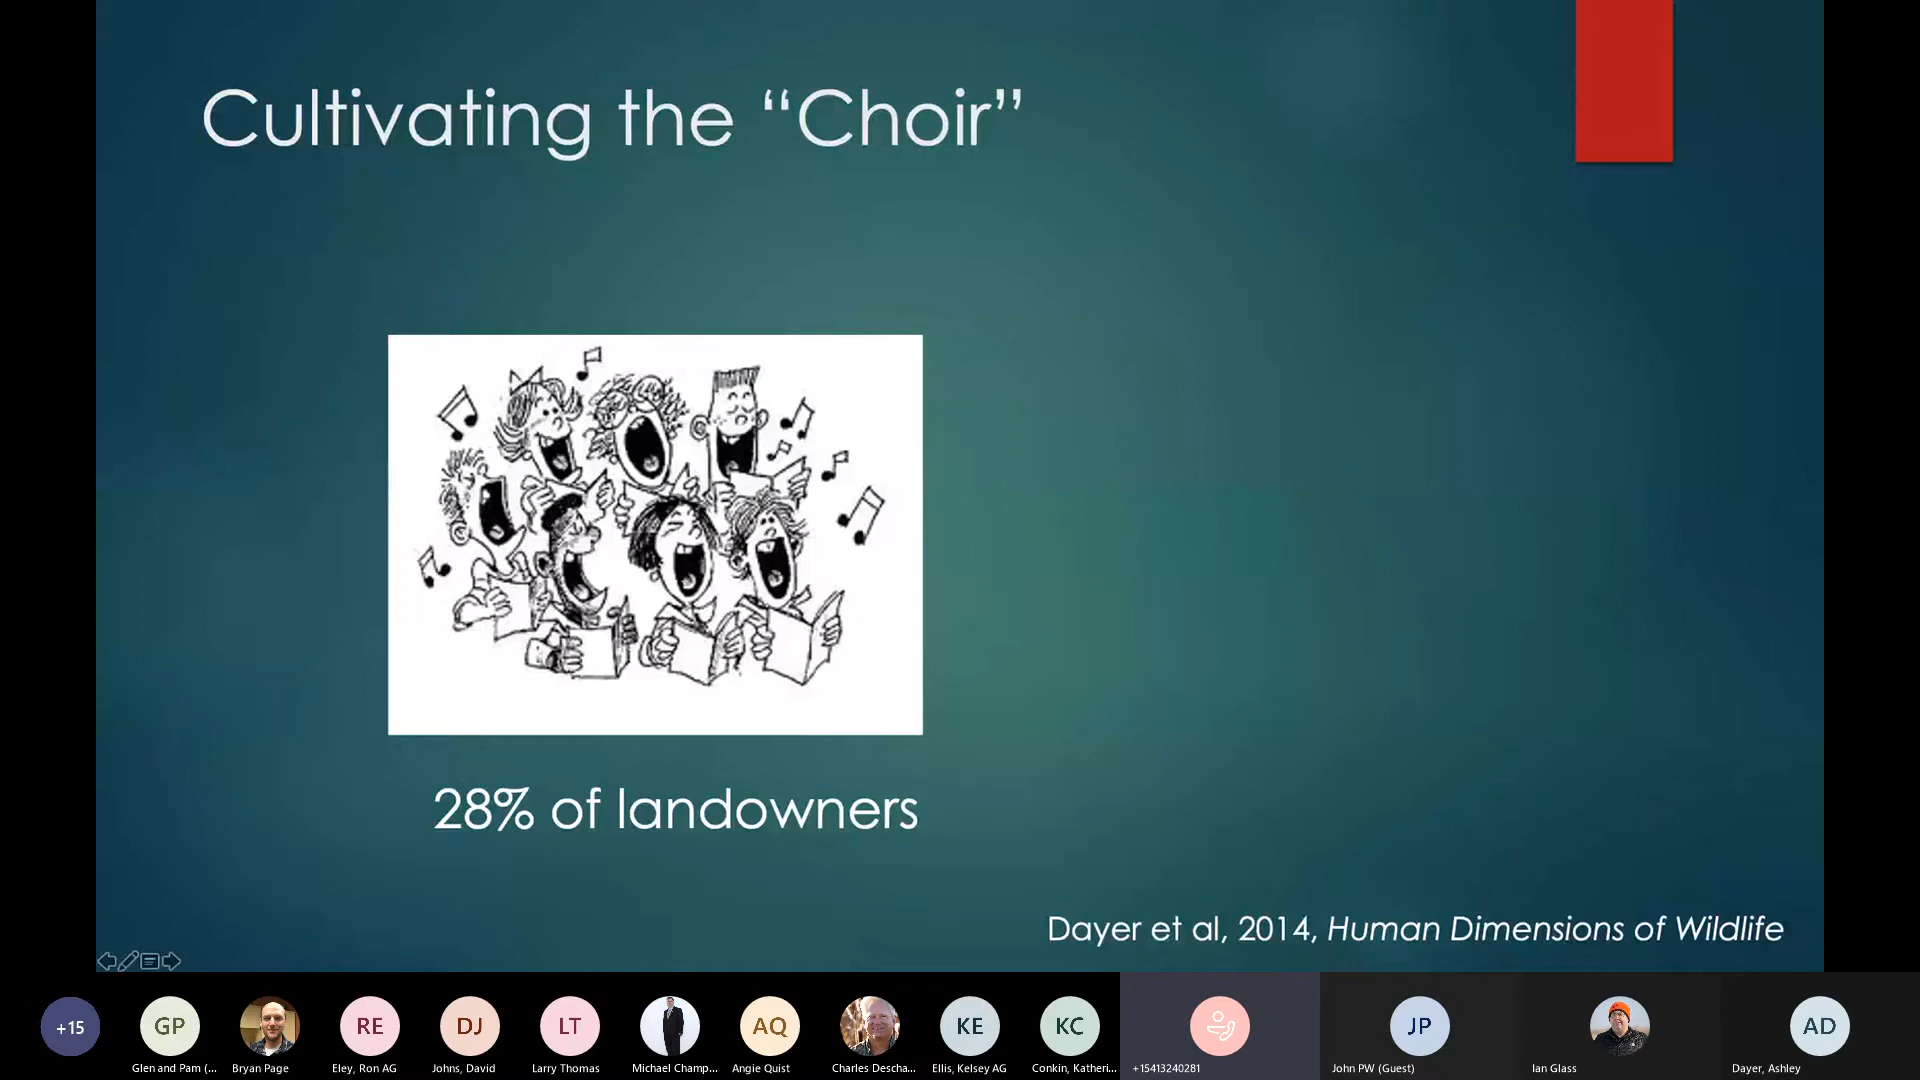 Cultivating the “Choir”
28% of landowners
Dayer et al, 2014, Human Dimensions of Wildlife
+15
GP
RE
DJ
LT
AQ
KE
KC
JP
AD
Glen and Pam (...
Bryan Page
Eley, Ron AG
Johns, David
Larry Thomas
Michael Champ...
Angie Quist
Charles Descha...
Ellis, Kelsey AG
Conkin, Katheri...
+15413240281
John PW (Guest)
Ian Glass
Dayer, Ashley